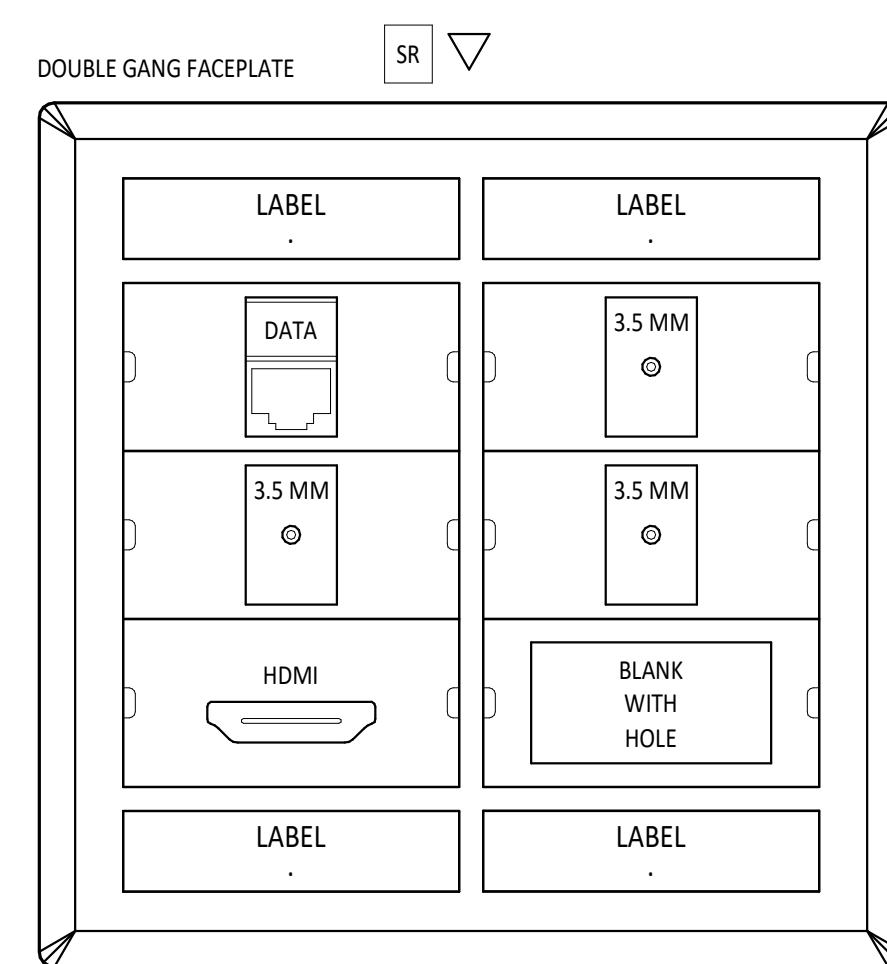 SR
DOUBLE GANG FACEPLATE
LABEL
.
LABEL
.
DATA
3.5 MM
3.5 MM
3.5 MM
HDMI
BLANK
WITH
HOLE
LABEL
.
LABEL
.